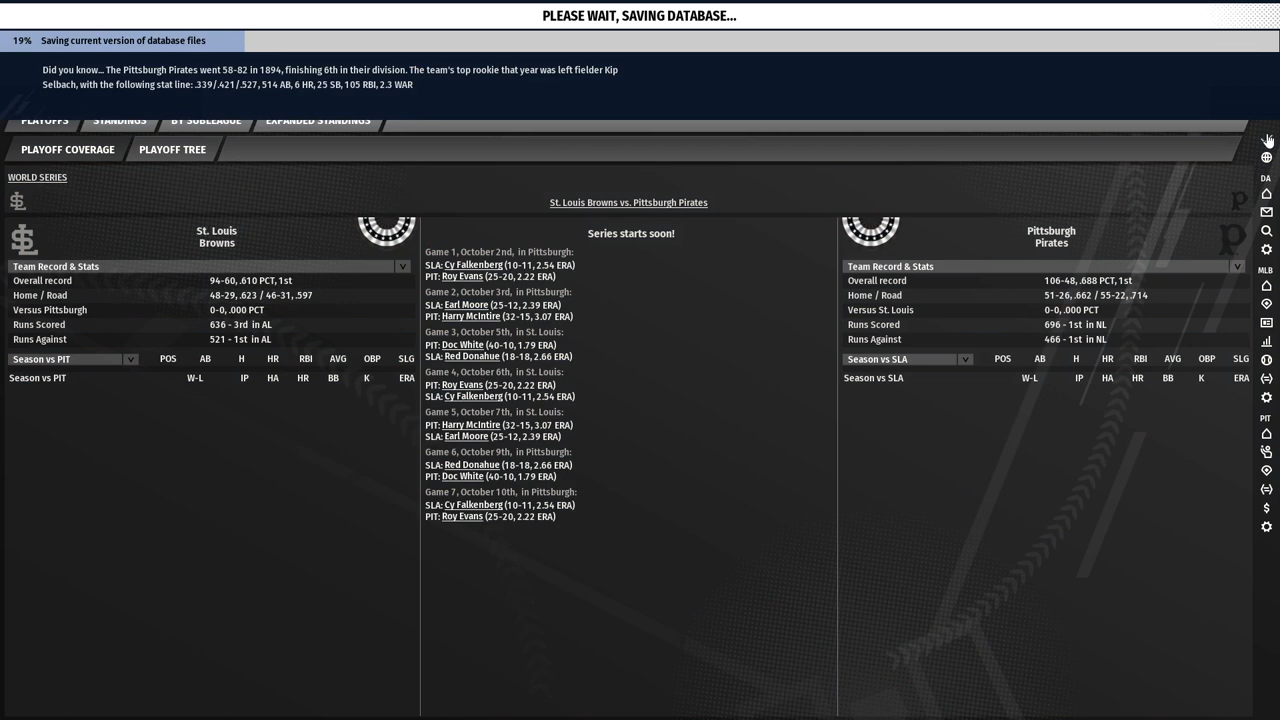 PLEASE WAIT, SAVING DATABASE...
19% Saving current version of database files
Did you know... The Pittsburgh Pirates went 58-82 in 1894, finishing 6th in their division. The team's top rookie that year was left fielder Kip
Selbach, with the following stat line: .339/.421/.527, 514 AB, 6 HR, 25 SB, 105 RBI, 2.3 WAR
PLAYOFFS STANDINGS BY SUBLEAGUE EXPANDED STANDINGS
PLAYOFF COVERAGE PLAYOFF TREE
WORLD SERIES
St. Louis Browns vs. Pittsburgh Pirates
St. Louis
Browns
Team Record & Stats
Overall record 94-60, .610 PCT, 1st
Home / Road 48-29, .623 / 46-31, .597
Versus Pittsburgh 0-0, .000 PCT
Runs Scored 636 - 3rd in AL
Runs Against 521 - 1st in AL
Season vs PIT POS AB H HR RBI AVG OBP SLG
Season vs PIT W-L IP HA HR BB K ERA
Series starts soon!
Game 1, October 2nd, in Pittsburgh:
SLA: Cy Falkenberg (10-11, 2.54 ERA)
PIT: Roy Evans (25-20, 2.22 ERA)
Game 2, October 3rd, in Pittsburgh:
SLA: Earl Moore (25-12, 2.39 ERA)
PIT: Harry McIntire (32-15, 3.07 ERA)
Game 3, October 5th, in St. Louis:
PIT: Doc White (40-10, 1.79 ERA)
SLA: Red Donahue (18-18, 2.66 ERA)
Game 4, October 6th, in St. Louis:
PIT: Roy Evans (25-20, 2.22 ERA)
SLA: Cy Falkenberg (10-11, 2.54 ERA)
Game 5, October 7th, in St. Louis:
PIT: Harry McIntire (32-15, 3.07 ERA)
SLA: Earl Moore (25-12, 2.39 ERA)
Game 6, October 9th, in Pittsburgh:
SLA: Red Donahue (18-18, 2.66 ERA)
PIT: Doc White (40-10, 1.79 ERA)
Game 7, October 10th, in Pittsburgh:
SLA: Cy Falkenberg (10-11, 2.54 ERA)
PIT: Roy Evans (25-20, 2.22 ERA)
Pittsburgh
Pirates
Team Record & Stats
Overall record 106-48, .688 PCT, 1st
Home / Road 51-26, .662 / 55-22, .714
Versus St. Louis 0-0, .000 PCT
Runs Scored 696 - 1st in NL
Runs Against 466 - 1st in NL
Season vs SLA POS AB H HR RBI AVG OBP SLG
Season vs SLA W-L IP HA HR BB K ERA
DA
MLB
PIT